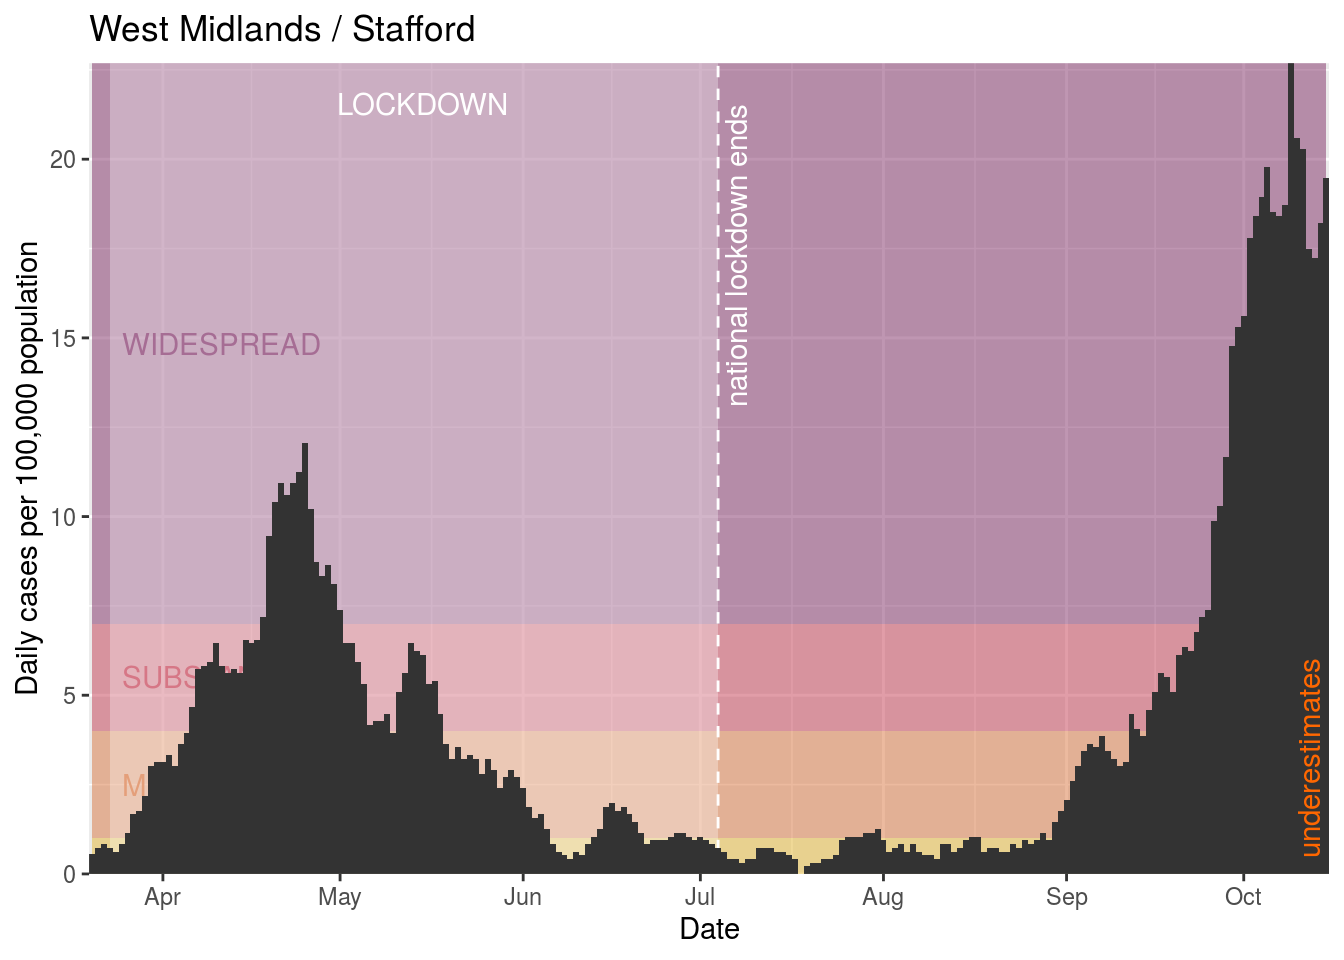 West Midlands / Stafford
LOCKDOWN
national lockdown ends
WIDESPREAD
underestimates
Daily cases per 100,000 population
20
15
10
5
0
Apr
May
Jun
Jul
Aug
Sep
Oct
Date